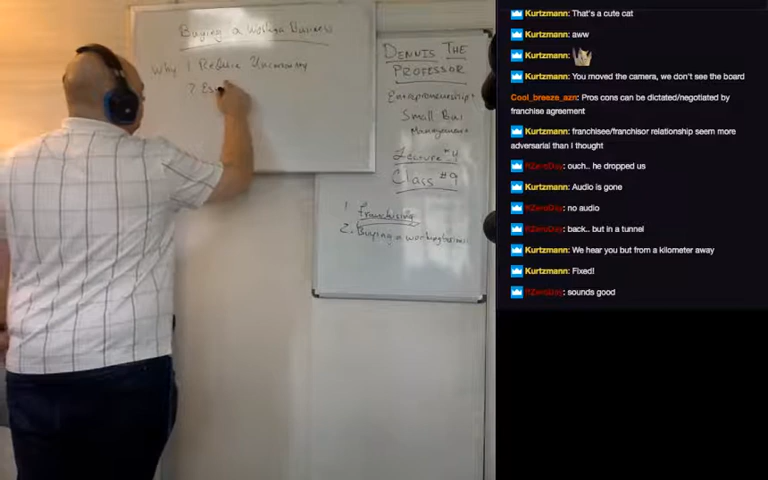 Buying a Working Business
Why 1 Reduce Uncertainty
2 Es
DENNIS THE
PROFESSOR
Entrepreneurship:
Small Bus
Management
Lecture #4
Class #9
1. Franchising
2. Buying a working business
Kurtzmann: That's a cute cat
Kurtzmann: aww
Kurtzmann:
Kurtzmann: You moved the camera, we don't see the board
Cool_breeze_azn: Pros cons can be dictated/negotiated by
franchise agreement
Kurtzmann: franchisee/franchisor relationship seem more
adversarial than I thought
: ouch.. he dropped us
Kurtzmann: Audio is gone
: no audio
: back.. but in a tunnel
Kurtzmann: We hear you but from a kilometer away
Kurtzmann: Fixed!
: sounds good